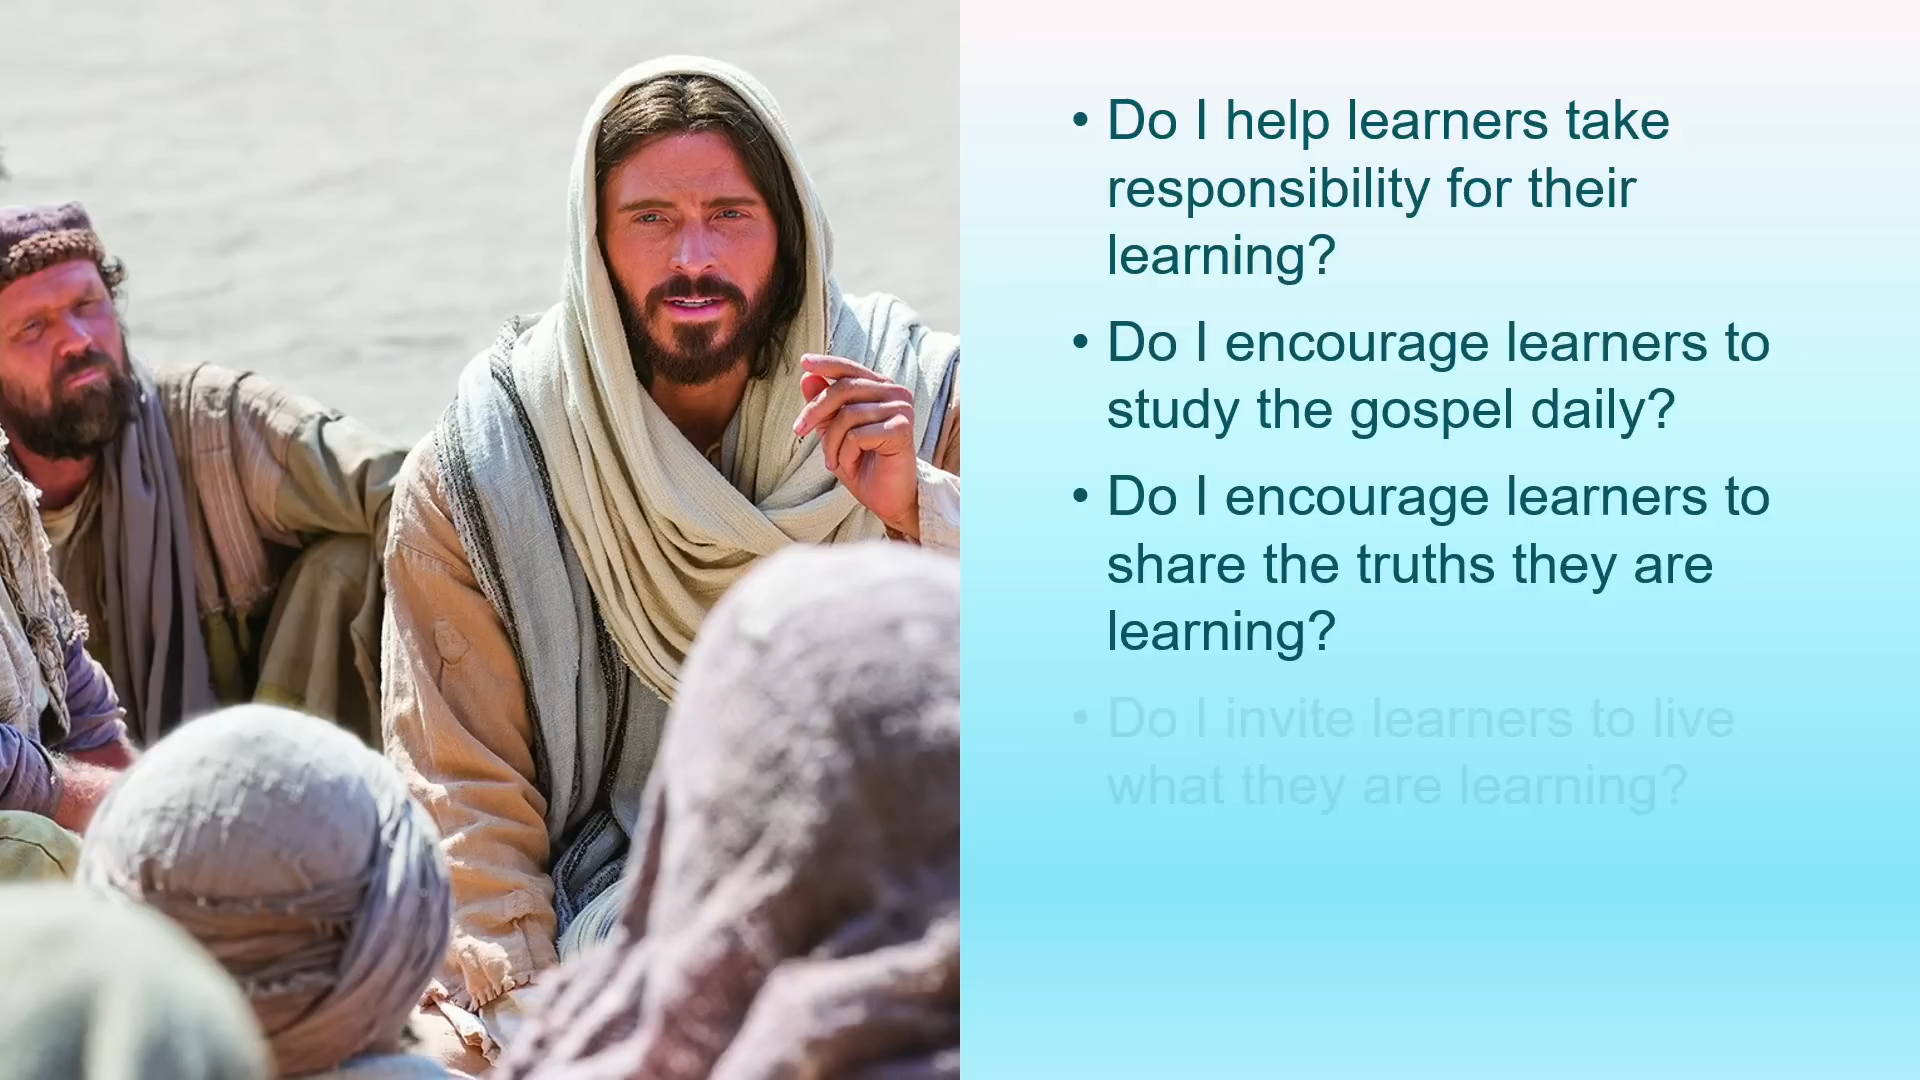 • Do I help learners take
responsibility for their
learning?
• Do I encourage learners to
study the gospel daily?
• Do I encourage learners to
share the truths they are
learning?
• Do I invite learners to live
what they are learning?